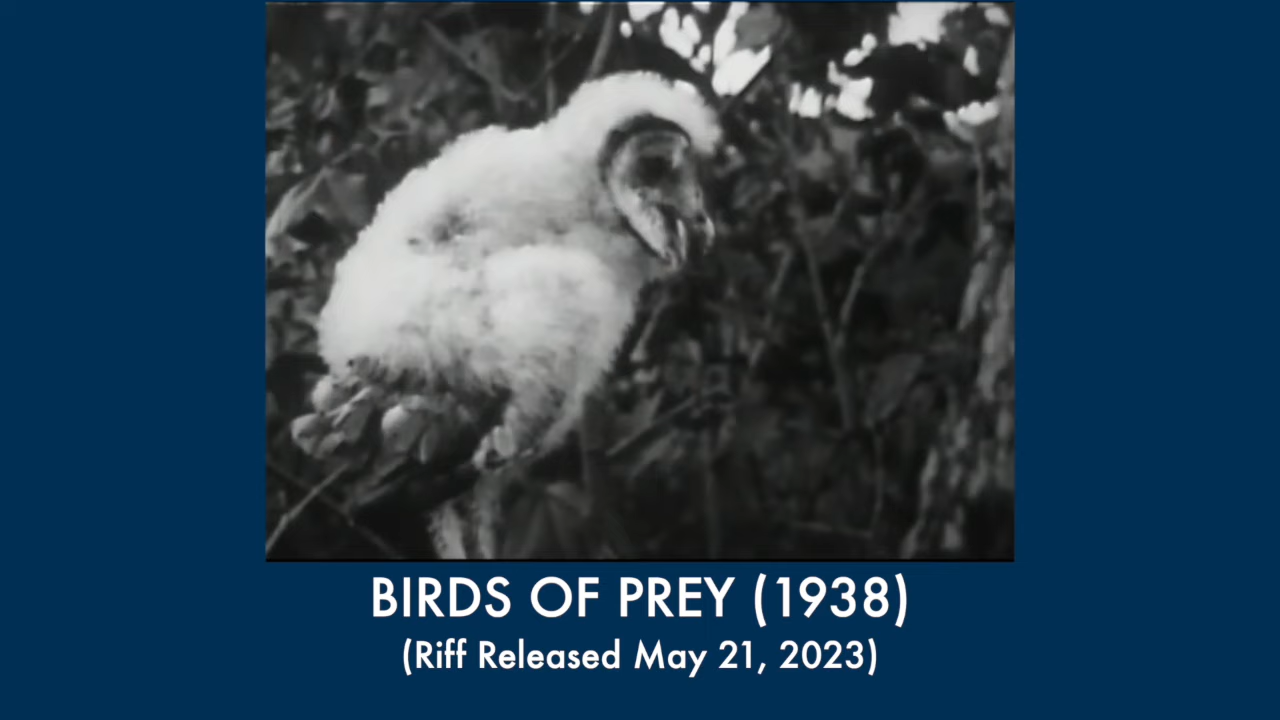 BIRDS OF PREY (1938)
(Riff Released May 21, 2023)